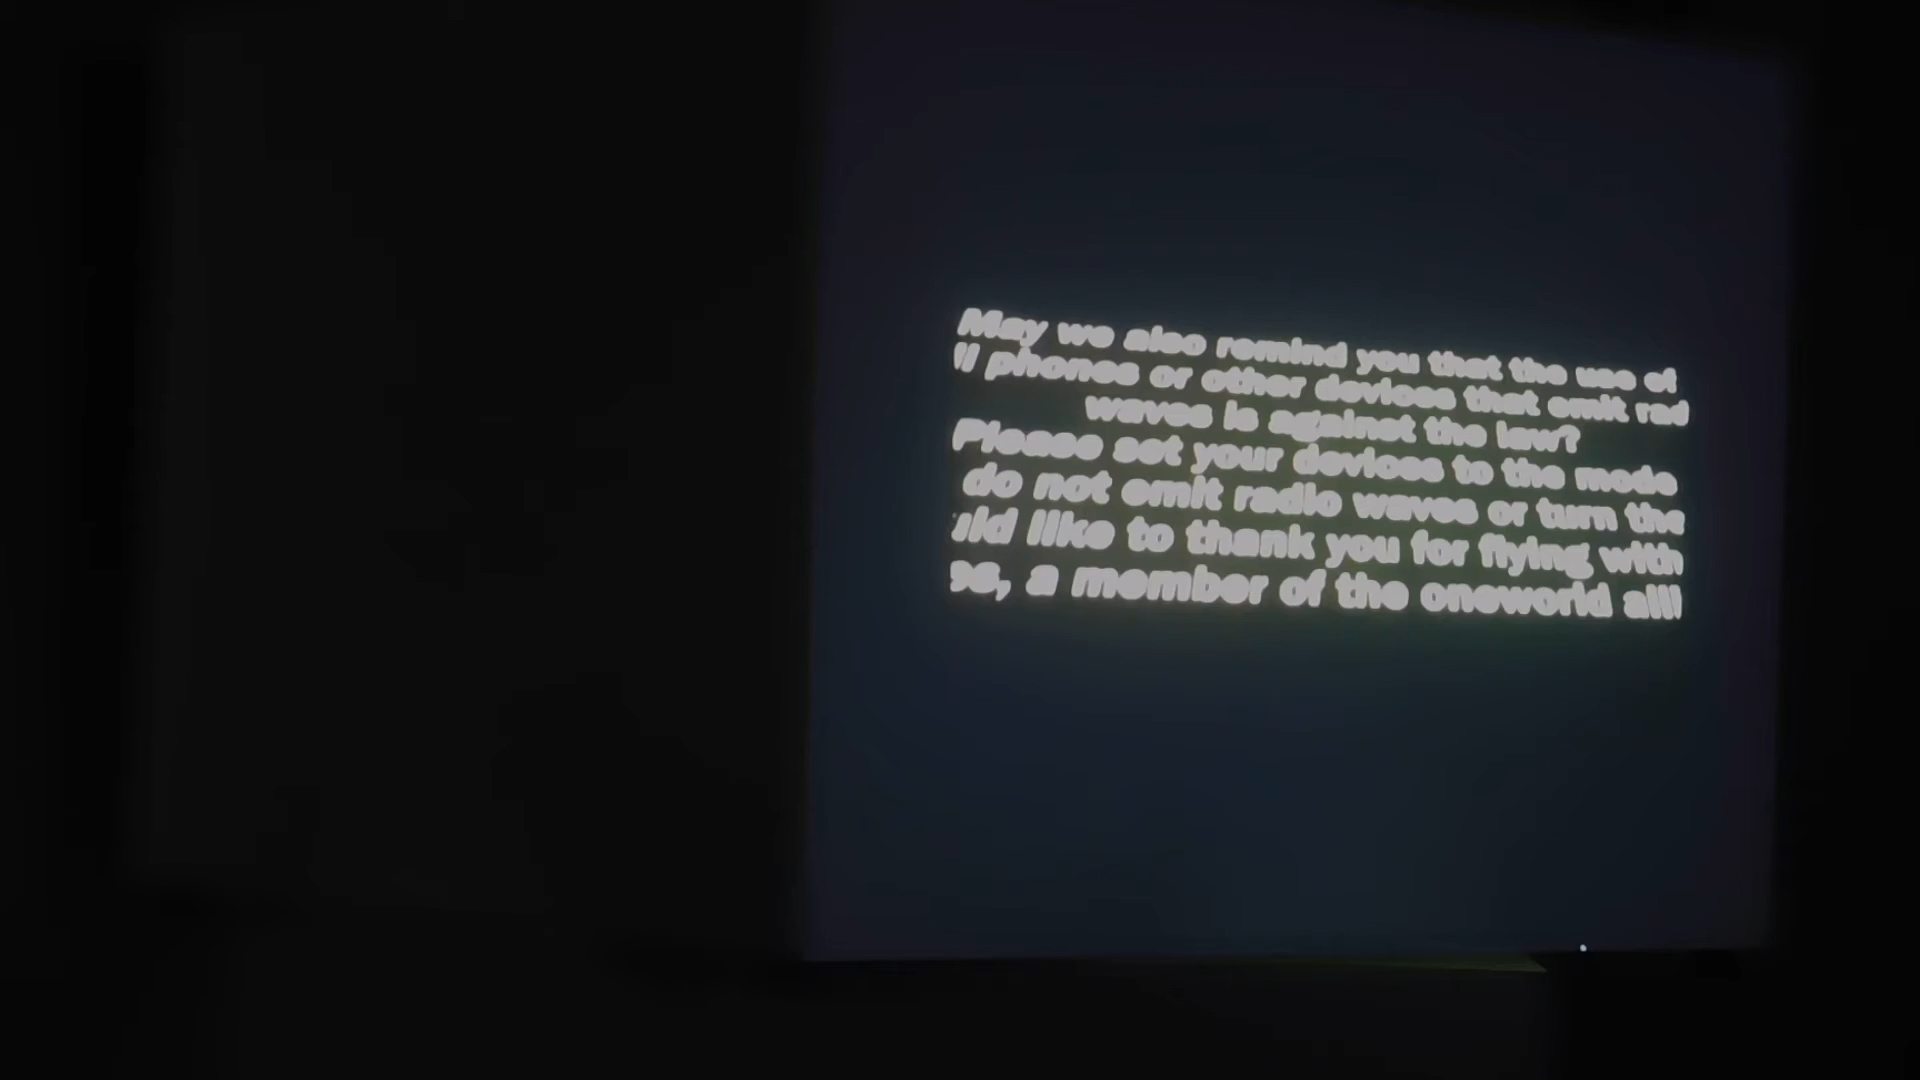 May we also remind you that the use of
ll phones or other devices that emit rad
waves is against the law?
Please set your devices to the mode
do not emit radio waves or turn the
uld like to thank you for flying with
se, a member of the oneworld alli